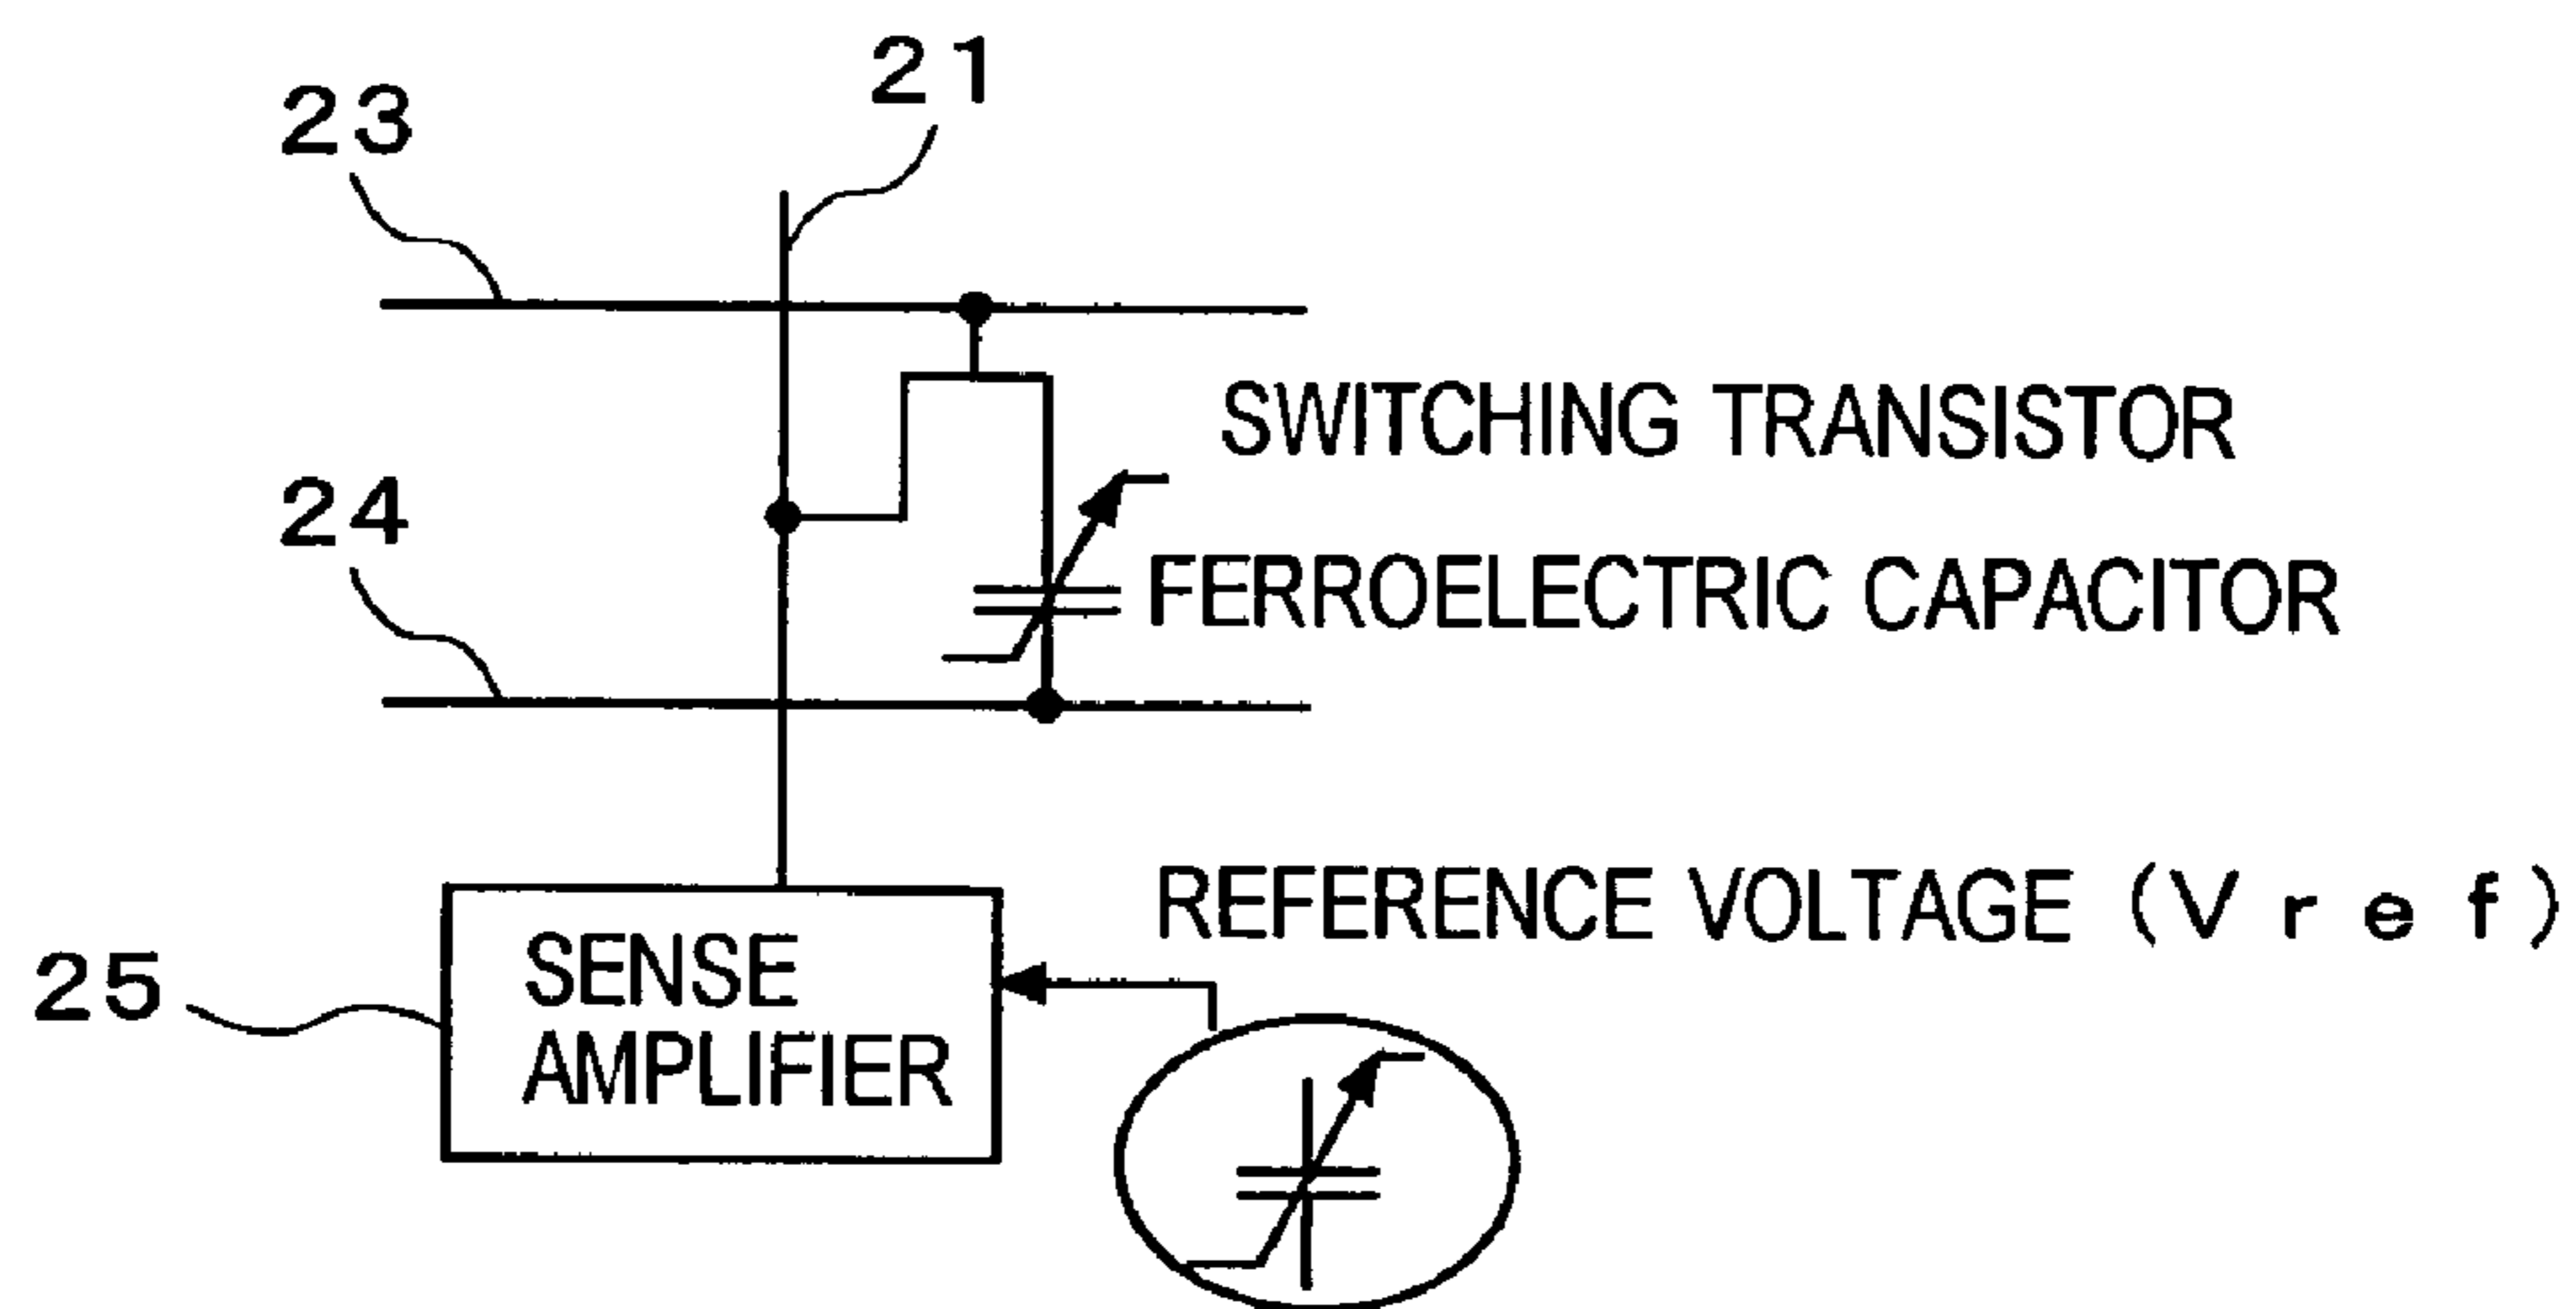 21
23
SWITCHING TRANSISTOR
24
FERROELECTRIC CAPACITOR
REFERENCE VOLTAGE (Vref)
25
SENSE
AMPLIFIER